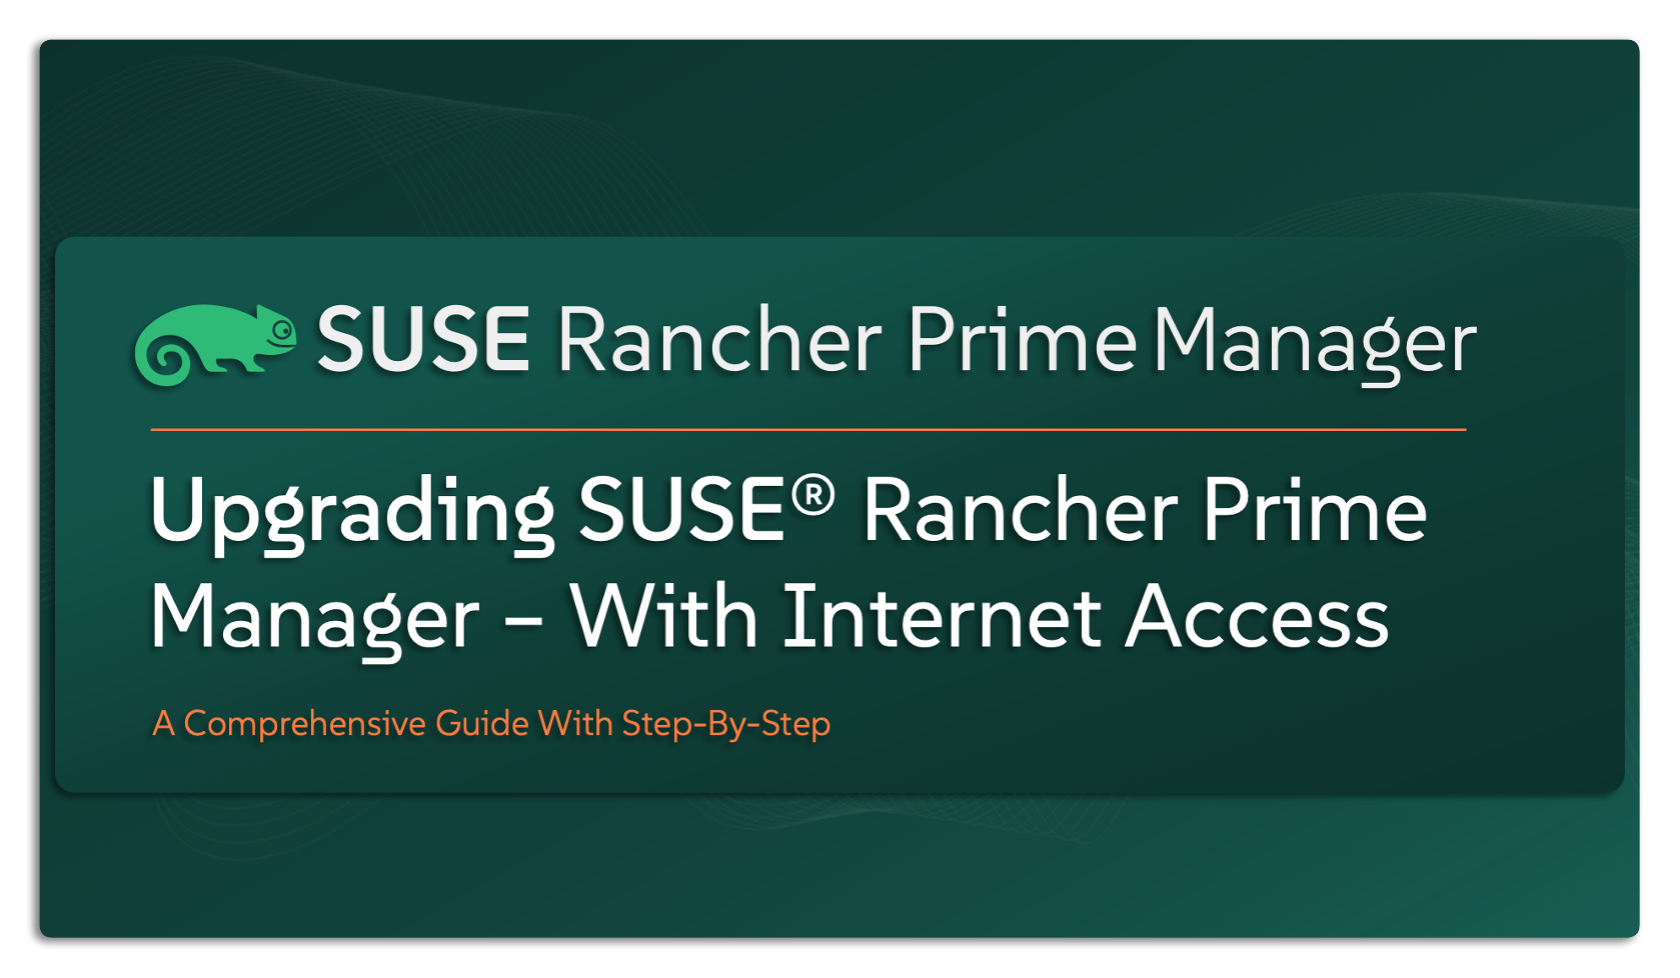 SUSE Rancher Prime Manager
Upgrading SUSE® Rancher Prime
Manager – With Internet Access
A Comprehensive Guide With Step-By-Step